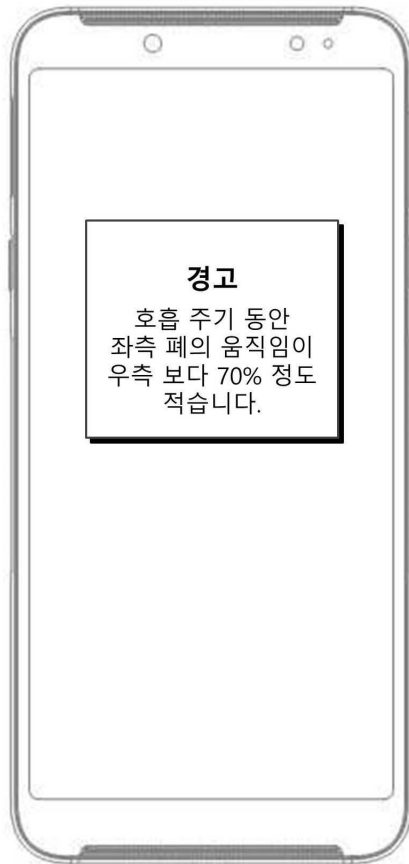 경고
호흡 주기 동안
좌측 폐의 움직임이
우측 보다 70% 정도
적습니다.